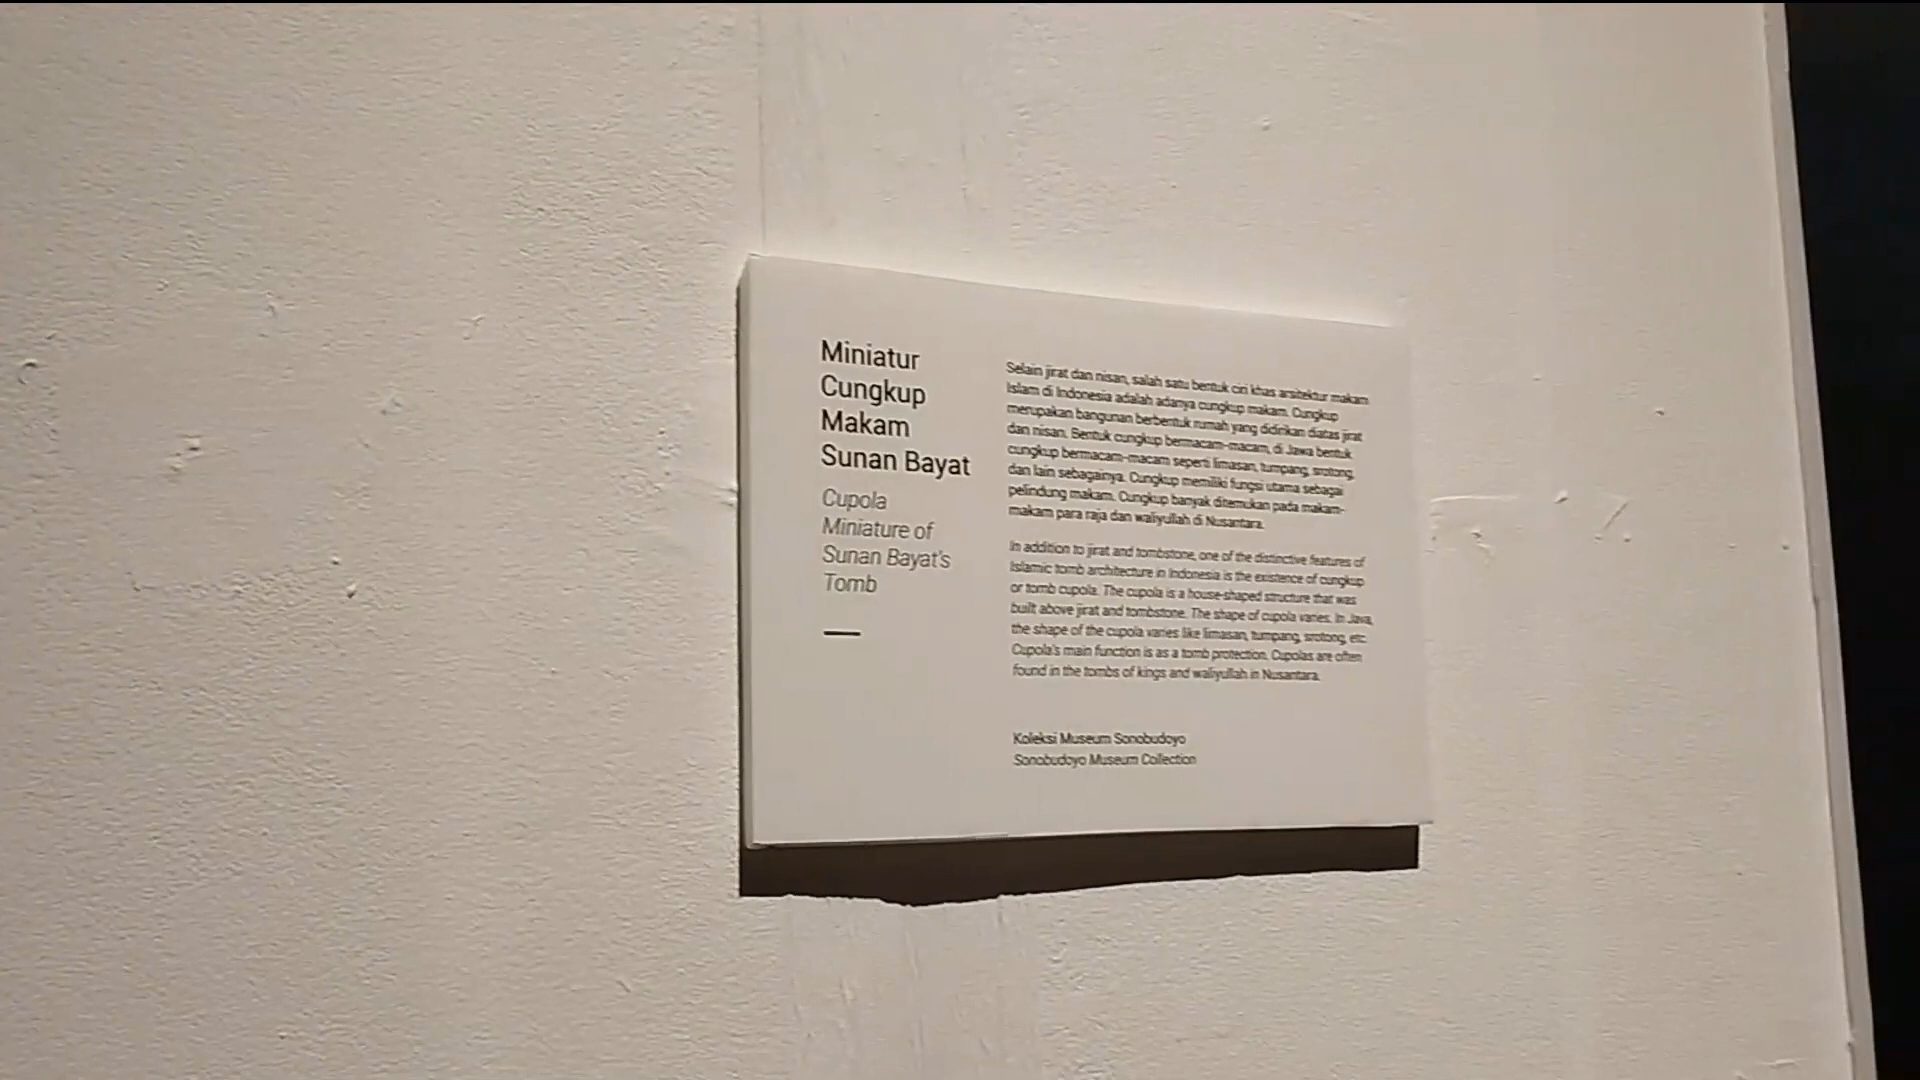 Miniatur
Cungkup
Makam
Sunan Bayat
Cupola
Miniature of
Sunan Bayat's
Tomb
Selain jirat dan nisan, salah satu bentuk ciri khas arsitektur makam
Islam di Indonesia adalah adanya cungkup makam. Cungkup
merupakan bangunan berbentuk rumah yang didirikan diatas jirat
dan nisan. Bentuk cungkup bermacam-macam, di Jawa bentuk
cungkup bermacam-macam seperti limasan, tumpang, srotong,
dan lain sebagainya. Cungkup memiliki fungsi utama sebagai
pelindung makam. Cungkup banyak ditemukan pada makam-
makam para raja dan waliyullah di Nusantara.
In addition to jirat and tombstone, one of the distinctive features of
Islamic tomb architecture in Indonesia is the existence of cungkup
or tomb cupola. The cupola is a house-shaped structure that was
built above jirat and tombstone. The shape of cupola varies. In Java,
the shape of the cupola varies like limasan, tumpang, srotong, etc.
Cupola's main function is as a tomb protection. Cupolas are often
found in the tombs of kings and waliyullah in Nusantara.
Koleksi Museum Sonobudoyo
Sonobudoyo Museum Collection